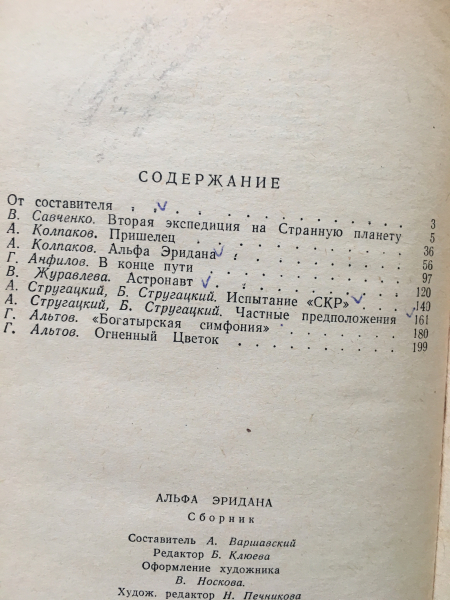 СОДЕРЖАНИЕ
От составителя . . . . . . . . . . . 3
В. Савченко. Вторая экспедиция на Странную планету 5
А. Колпаков. Пришелец . . . . . . . . . 36
А. Колпаков. Альфа Эридана . . . . . . . . 56
Г. Анфилов. В конце пути . . . . . . . . 97
В. Журавлева. Астронавт . . . . . . . . 120
А. Стругацкий, Б. Стругацкий. Испытание «СКР» . . 140
А. Стругацкий, Б. Стругацкий. Частные предположения 161
Г. Альтов. «Богатырская симфония» . . . . . . 180
Г. Альтов. Огненный Цветок . . . . . . . 199
АЛЬФА ЭРИДАНА
Сборник
Составитель А. Варшавский
Редактор Б. Клюева
Оформление художника
В. Носкова.
Худож. редактор Н. Печникова